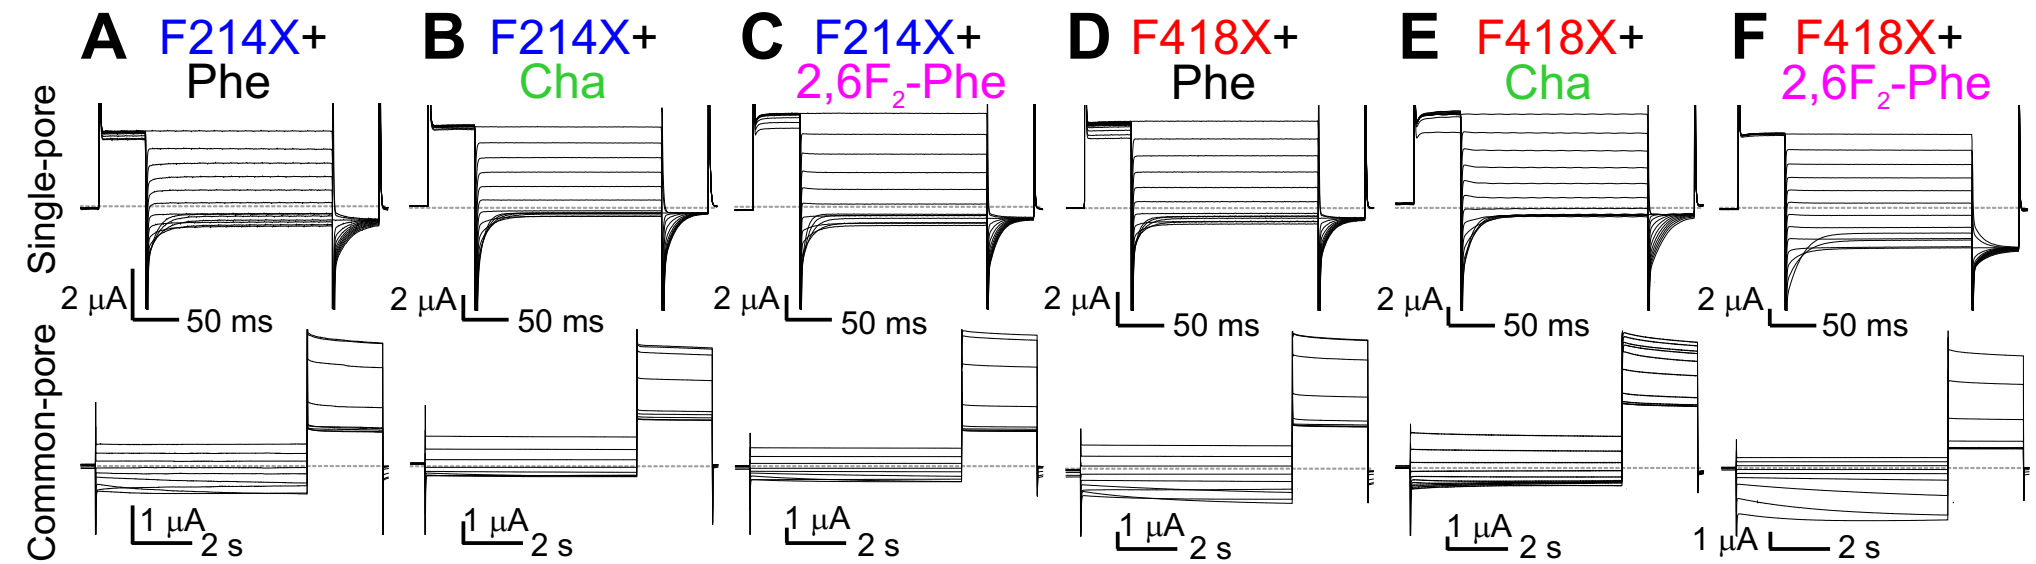 A F214X+
Phe
B F214X+
Cha
C F214X+
2,6F₂-Phe
D F418X+
Phe
E F418X+
Cha
F F418X+
2,6F₂-Phe
Single-pore
2 μA
50 ms
2 μA
50 ms
2 μA
50 ms
2 μA
50 ms
2 μA
50 ms
2 μA
50 ms
Common-pore
1 μA
2 s
1 μA
2 s
1 μA
2 s
1 μA
2 s
1 μA
2 s
1 μA
2 s